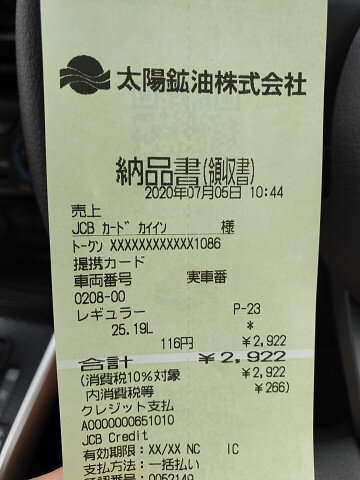 太陽鉱油株式会社
納品書(領収書)
2020年07月05日 10:44
売上
JCB カード カイイン 様
トークン XXXXXXXXXXXX1086
提携カード
車両番号 実車番
0208-00
レギュラー P-23
25.19L *
116円 ¥2,922
合計 ¥2,922
(消費税10%対象 ¥2,922
内消費税等 ¥266)
クレジット支払
A0000000651010
JCB Credit
有効期限:XX/XX NC IC
支払方法:一括払い
承認番号:0052149